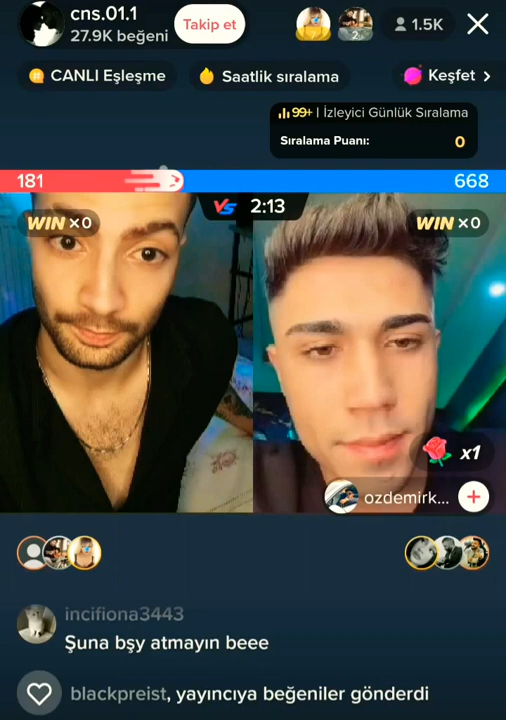 cns.01.1
27.9K beğeni
Takip et
2
1.5K
CANLI Eşleşme
Saatlik sıralama
Keşfet
99+ | İzleyici Günlük Sıralama
Sıralama Puanı: 0
181
668
VS 2:13
WIN ×0
WIN ×0
x1
ozdemirk...
incifiona3443
Şuna bşy atmayın beee
blackpreist, yayıncıya beğeniler gönderdi